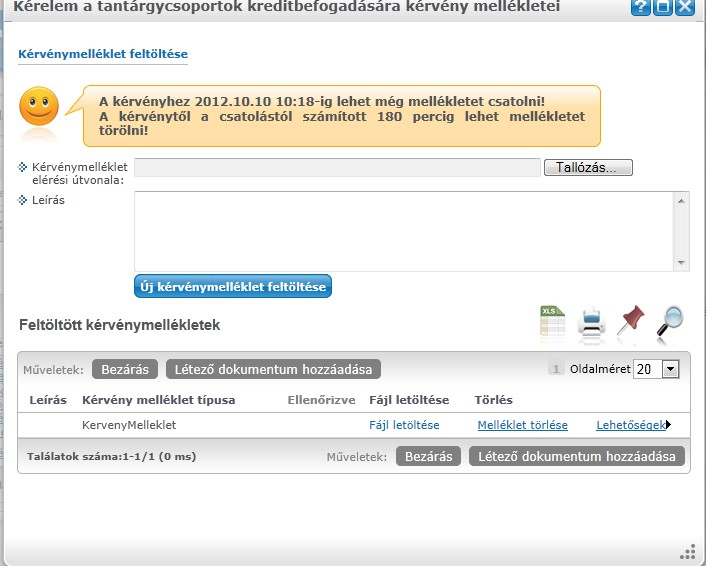 Kérelem a tantárgycsoportok kreditbefogadására kérvény mellékletei
Kérvénymelléklet feltöltése
A kérvényhez 2012.10.10 10:18-ig lehet még mellékletet csatolni!
A kérvénytől a csatolástól számított 180 percig lehet mellékletet
törölni!
Kérvénymelléklet
elérési útvonala:
Tallózás...
Leírás
Új kérvénymelléklet feltöltése
XLS
Feltöltött kérvénymellékletek
Műveletek: Bezárás Létező dokumentum hozzáadása 1 Oldalméret 20
Leírás Kérvény melléklet típusa Ellenőrizve Fájl letöltése Törlés
KervenyMelleklet Fájl letöltése Melléklet törlése Lehetőségek
Találatok száma:1-1/1 (0 ms) Műveletek: Bezárás Létező dokumentum hozzáadása